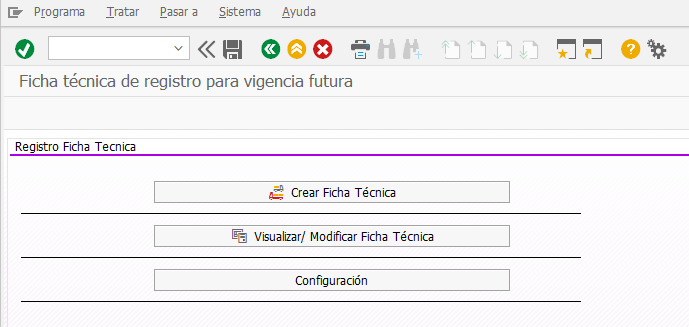 Programa Tratar Pasar a Sistema Ayuda
Ficha técnica de registro para vigencia futura
Registro Ficha Tecnica
Crear Ficha Técnica
Visualizar/ Modificar Ficha Técnica
Configuración